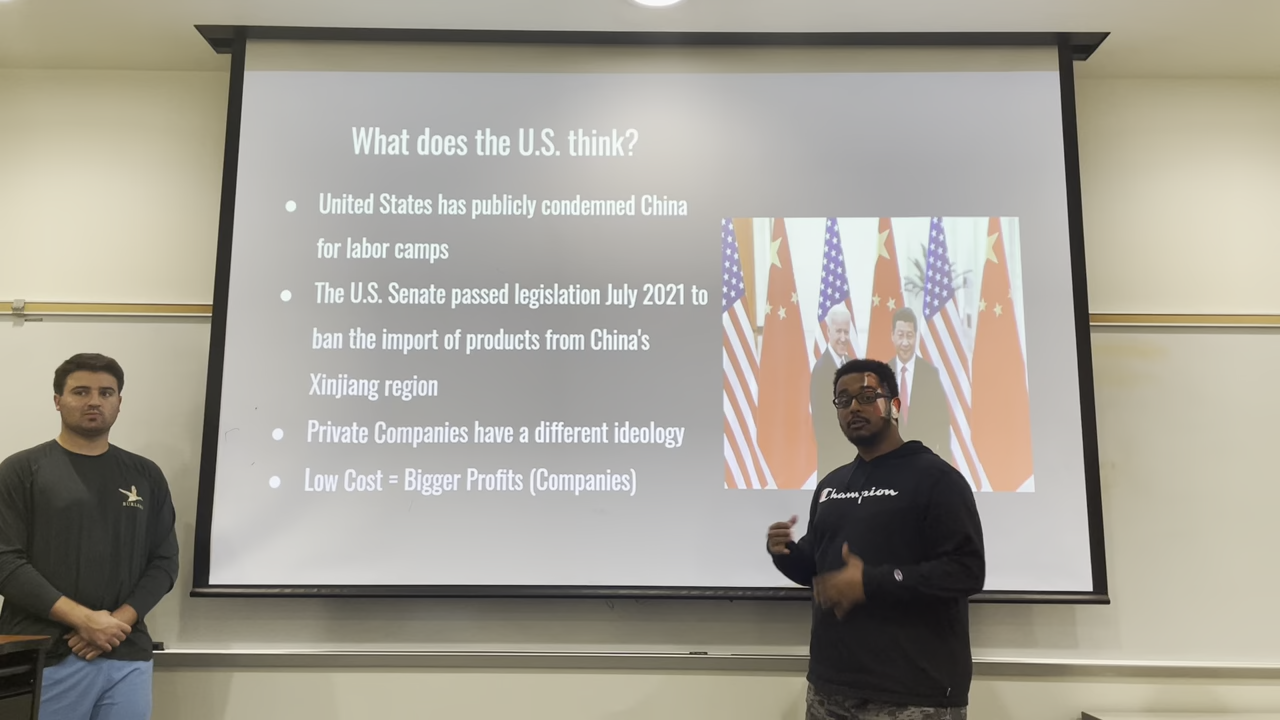 What does the U.S. think?
● United States has publicly condemned China
for labor camps
● The U.S. Senate passed legislation July 2021 to
ban the import of products from China's
Xinjiang region
● Private Companies have a different ideology
● Low Cost = Bigger Profits (Companies)
Champion